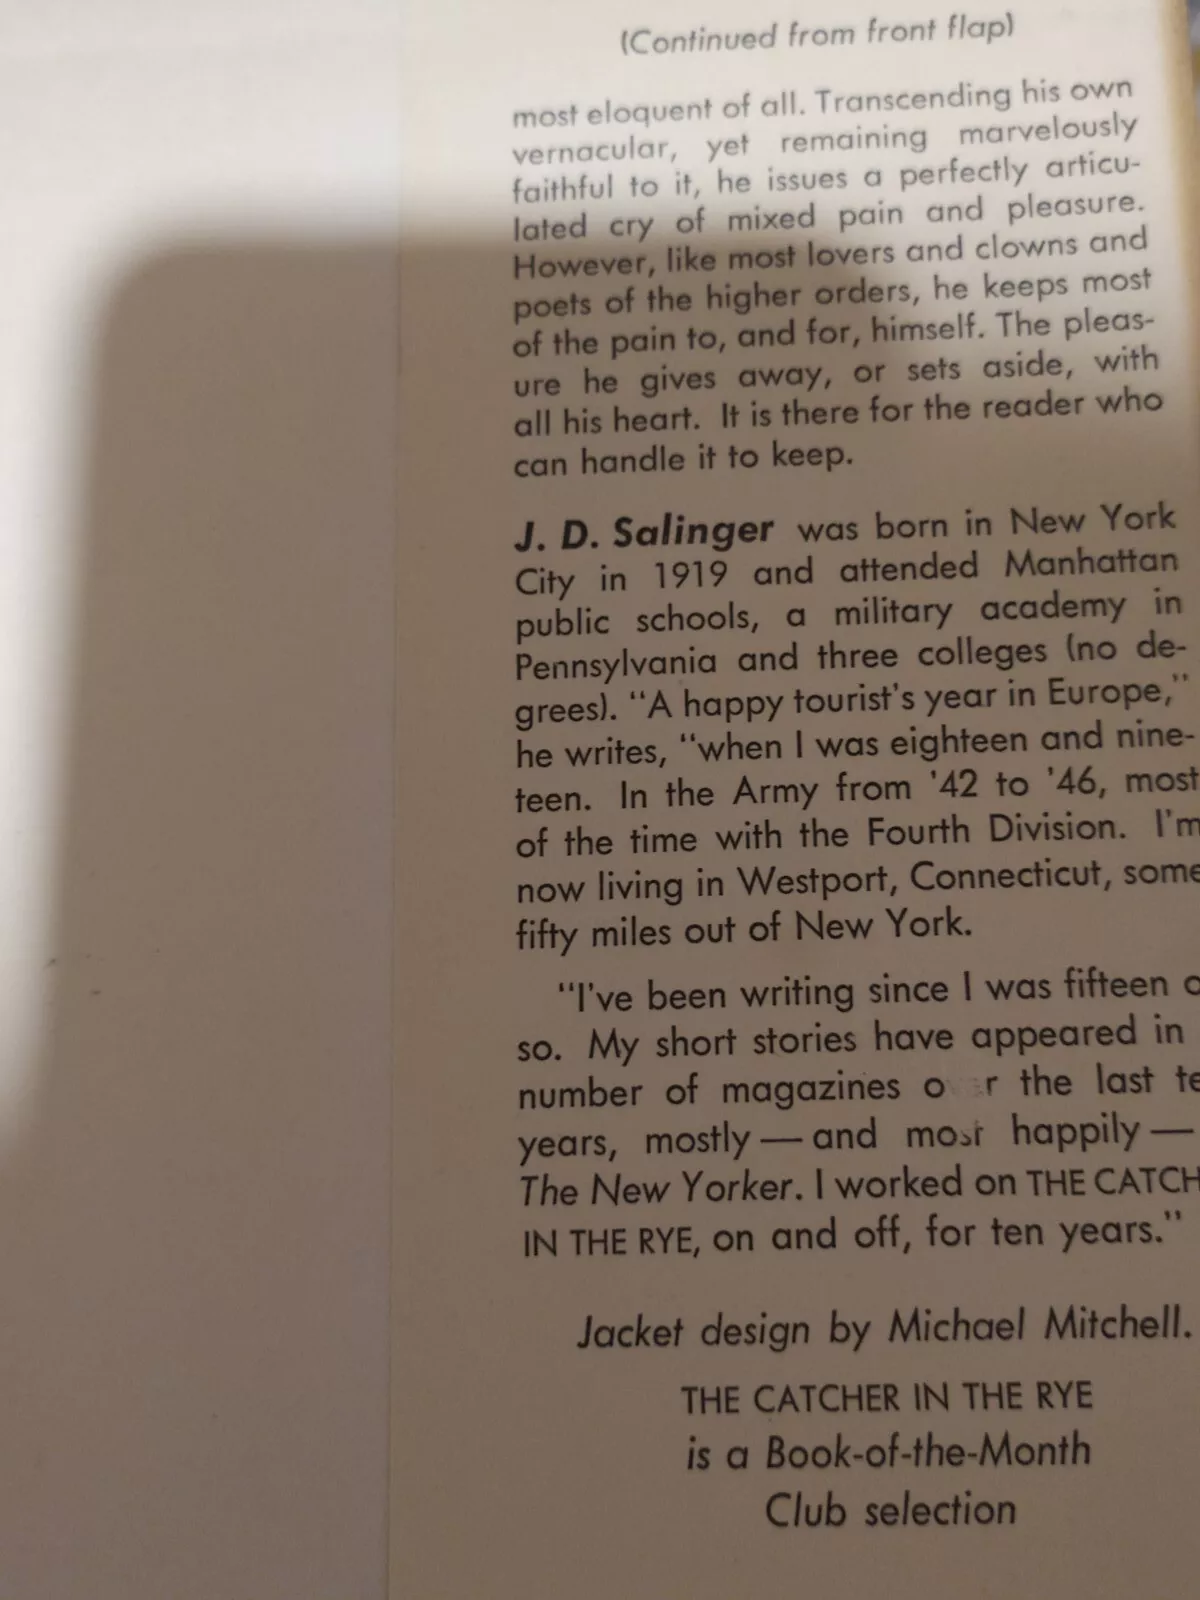 (Continued from front flap)
most eloquent of all. Transcending his own
vernacular, yet remaining marvelously
faithful to it, he issues a perfectly articu-
lated cry of mixed pain and pleasure.
However, like most lovers and clowns and
poets of the higher orders, he keeps most
of the pain to, and for, himself. The pleas-
ure he gives away, or sets aside, with
all his heart. It is there for the reader who
can handle it to keep.
J. D. Salinger was born in New York
City in 1919 and attended Manhattan
public schools, a military academy in
Pennsylvania and three colleges (no de-
grees). "A happy tourist's year in Europe,"
he writes, "when I was eighteen and nine-
teen. In the Army from '42 to '46, most
of the time with the Fourth Division. I'm
now living in Westport, Connecticut, some
fifty miles out of New York.
"I've been writing since I was fifteen
so. My short stories have appeared in
number of magazines over the last
years, mostly — and most happily —
The New Yorker. I worked on THE CATCH
IN THE RYE, on and off, for ten years."
Jacket design by Michael Mitchell.
THE CATCHER IN THE RYE
is a Book-of-the-Month
Club selection